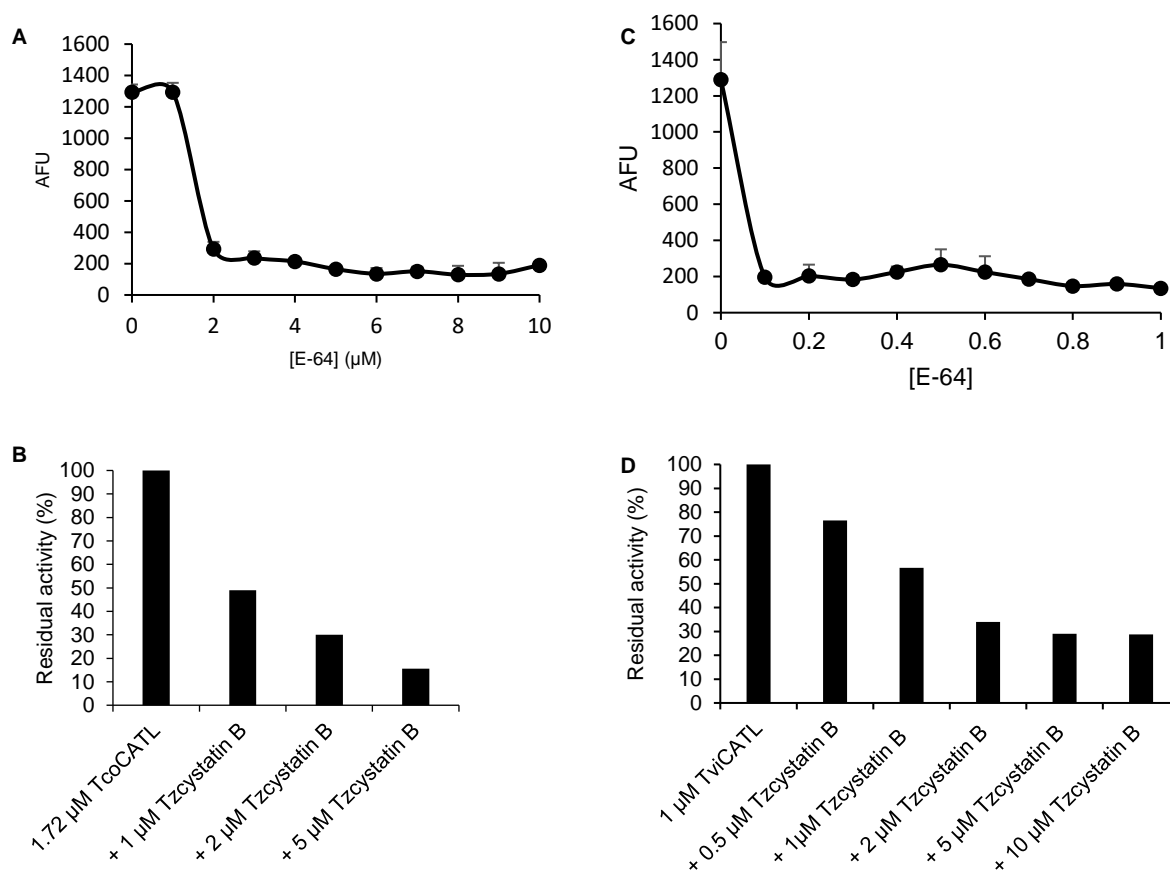 A
AFU
1600
1400
1200
1000
800
600
400
200
0
0 2 4 6 8 10
[E-64] (µM)
C
AFU
1600
1400
1200
1000
800
600
400
200
0
0 0.2 0.4 0.6 0.8 1
[E-64]
B
Residual activity (%)
100
90
80
70
60
50
40
30
20
10
0
1.72 µM TcoCATL
+ 1 µM Tzcystatin B
+ 2 µM Tzcystatin B
+ 5 µM Tzcystatin B
D
Residual activity (%)
100
90
80
70
60
50
40
30
20
10
0
1 µM TviCATL
+ 0.5 µM Tzcystatin B
+ 1µM Tzcystatin B
+ 2 µM Tzcystatin B
+ 5 µM Tzcystatin B
+ 10 µM Tzcystatin B